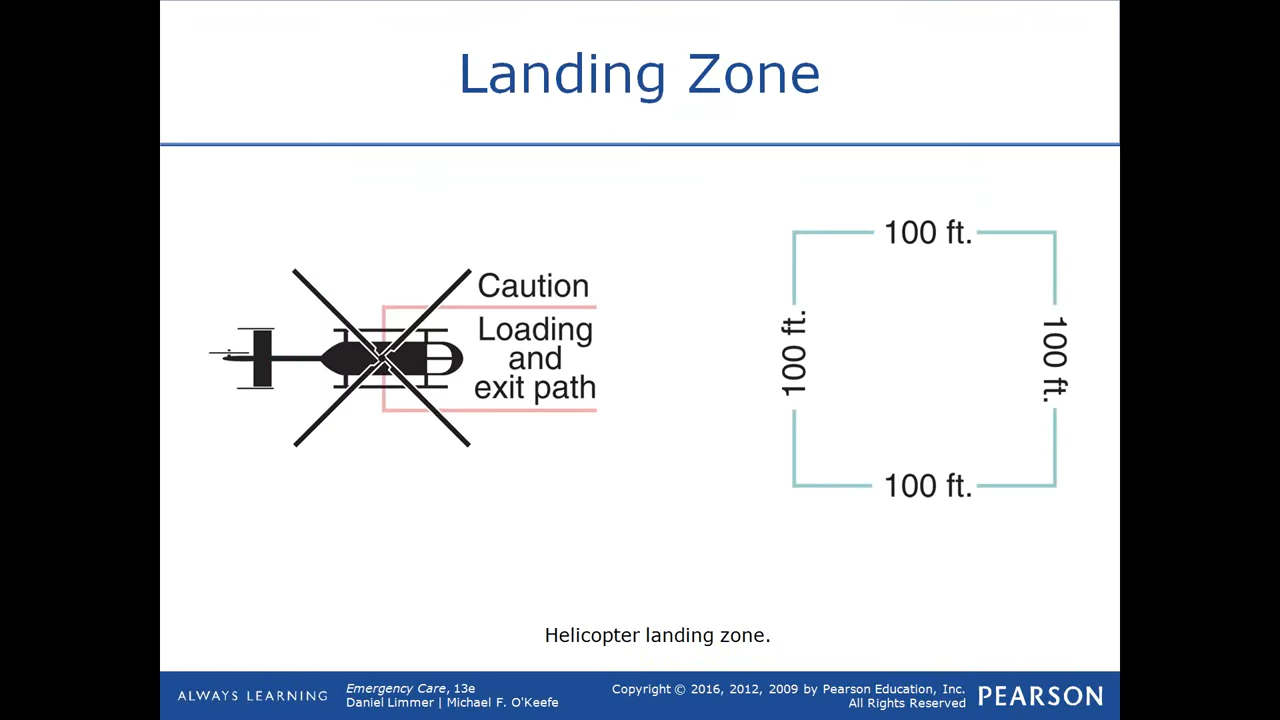 Landing Zone
Caution
Loading
and
exit path
100 ft.
100 ft.
100 ft.
100 ft.
Helicopter landing zone.
ALWAYS LEARNING
Emergency Care, 13e
Daniel Limmer | Michael F. O'Keefe
Copyright © 2016, 2012, 2009 by Pearson Education, Inc.
All Rights Reserved
PEARSON